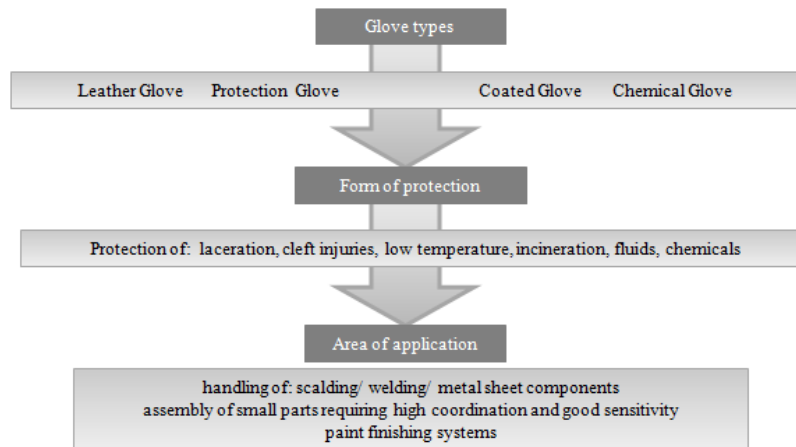 Glove types
Leather Glove Protection Glove Coated Glove Chemical Glove
Form of protection
Protection of: laceration, cleft injuries, low temperature, incineration, fluids, chemicals
Area of application
handling of: scalding/ welding/ metal sheet components
assembly of small parts requiring high coordination and good sensitivity
paint finishing systems